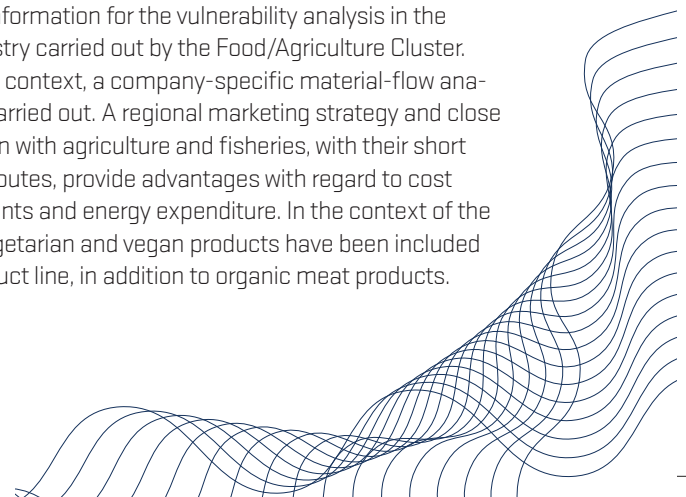 formation for the vulnerability analysis in the
stry carried out by the Food/Agriculture Cluster.
context, a company-specific material-flow ana-
arried out. A regional marketing strategy and close
n with agriculture and fisheries, with their short
outes, provide advantages with regard to cost
nts and energy expenditure. In the context of the
getarian and vegan products have been included
uct line, in addition to organic meat products.